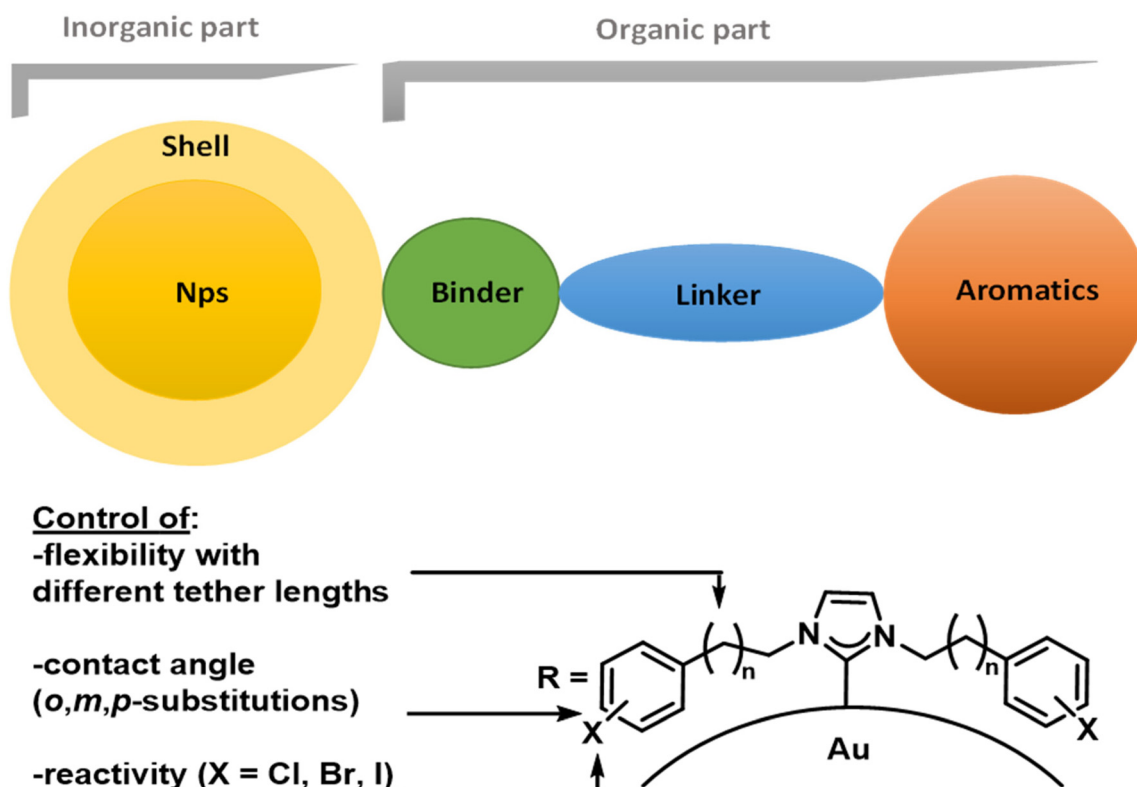 Inorganic part
Organic part
Shell
Nps
Binder
Linker
Aromatics
Control of:
-flexibility with
different tether lengths
-contact angle
(o,m,p-substitutions)
-reactivity (X = Cl, Br, I)
R =
X
( )n
N
N
( )n
X
Au